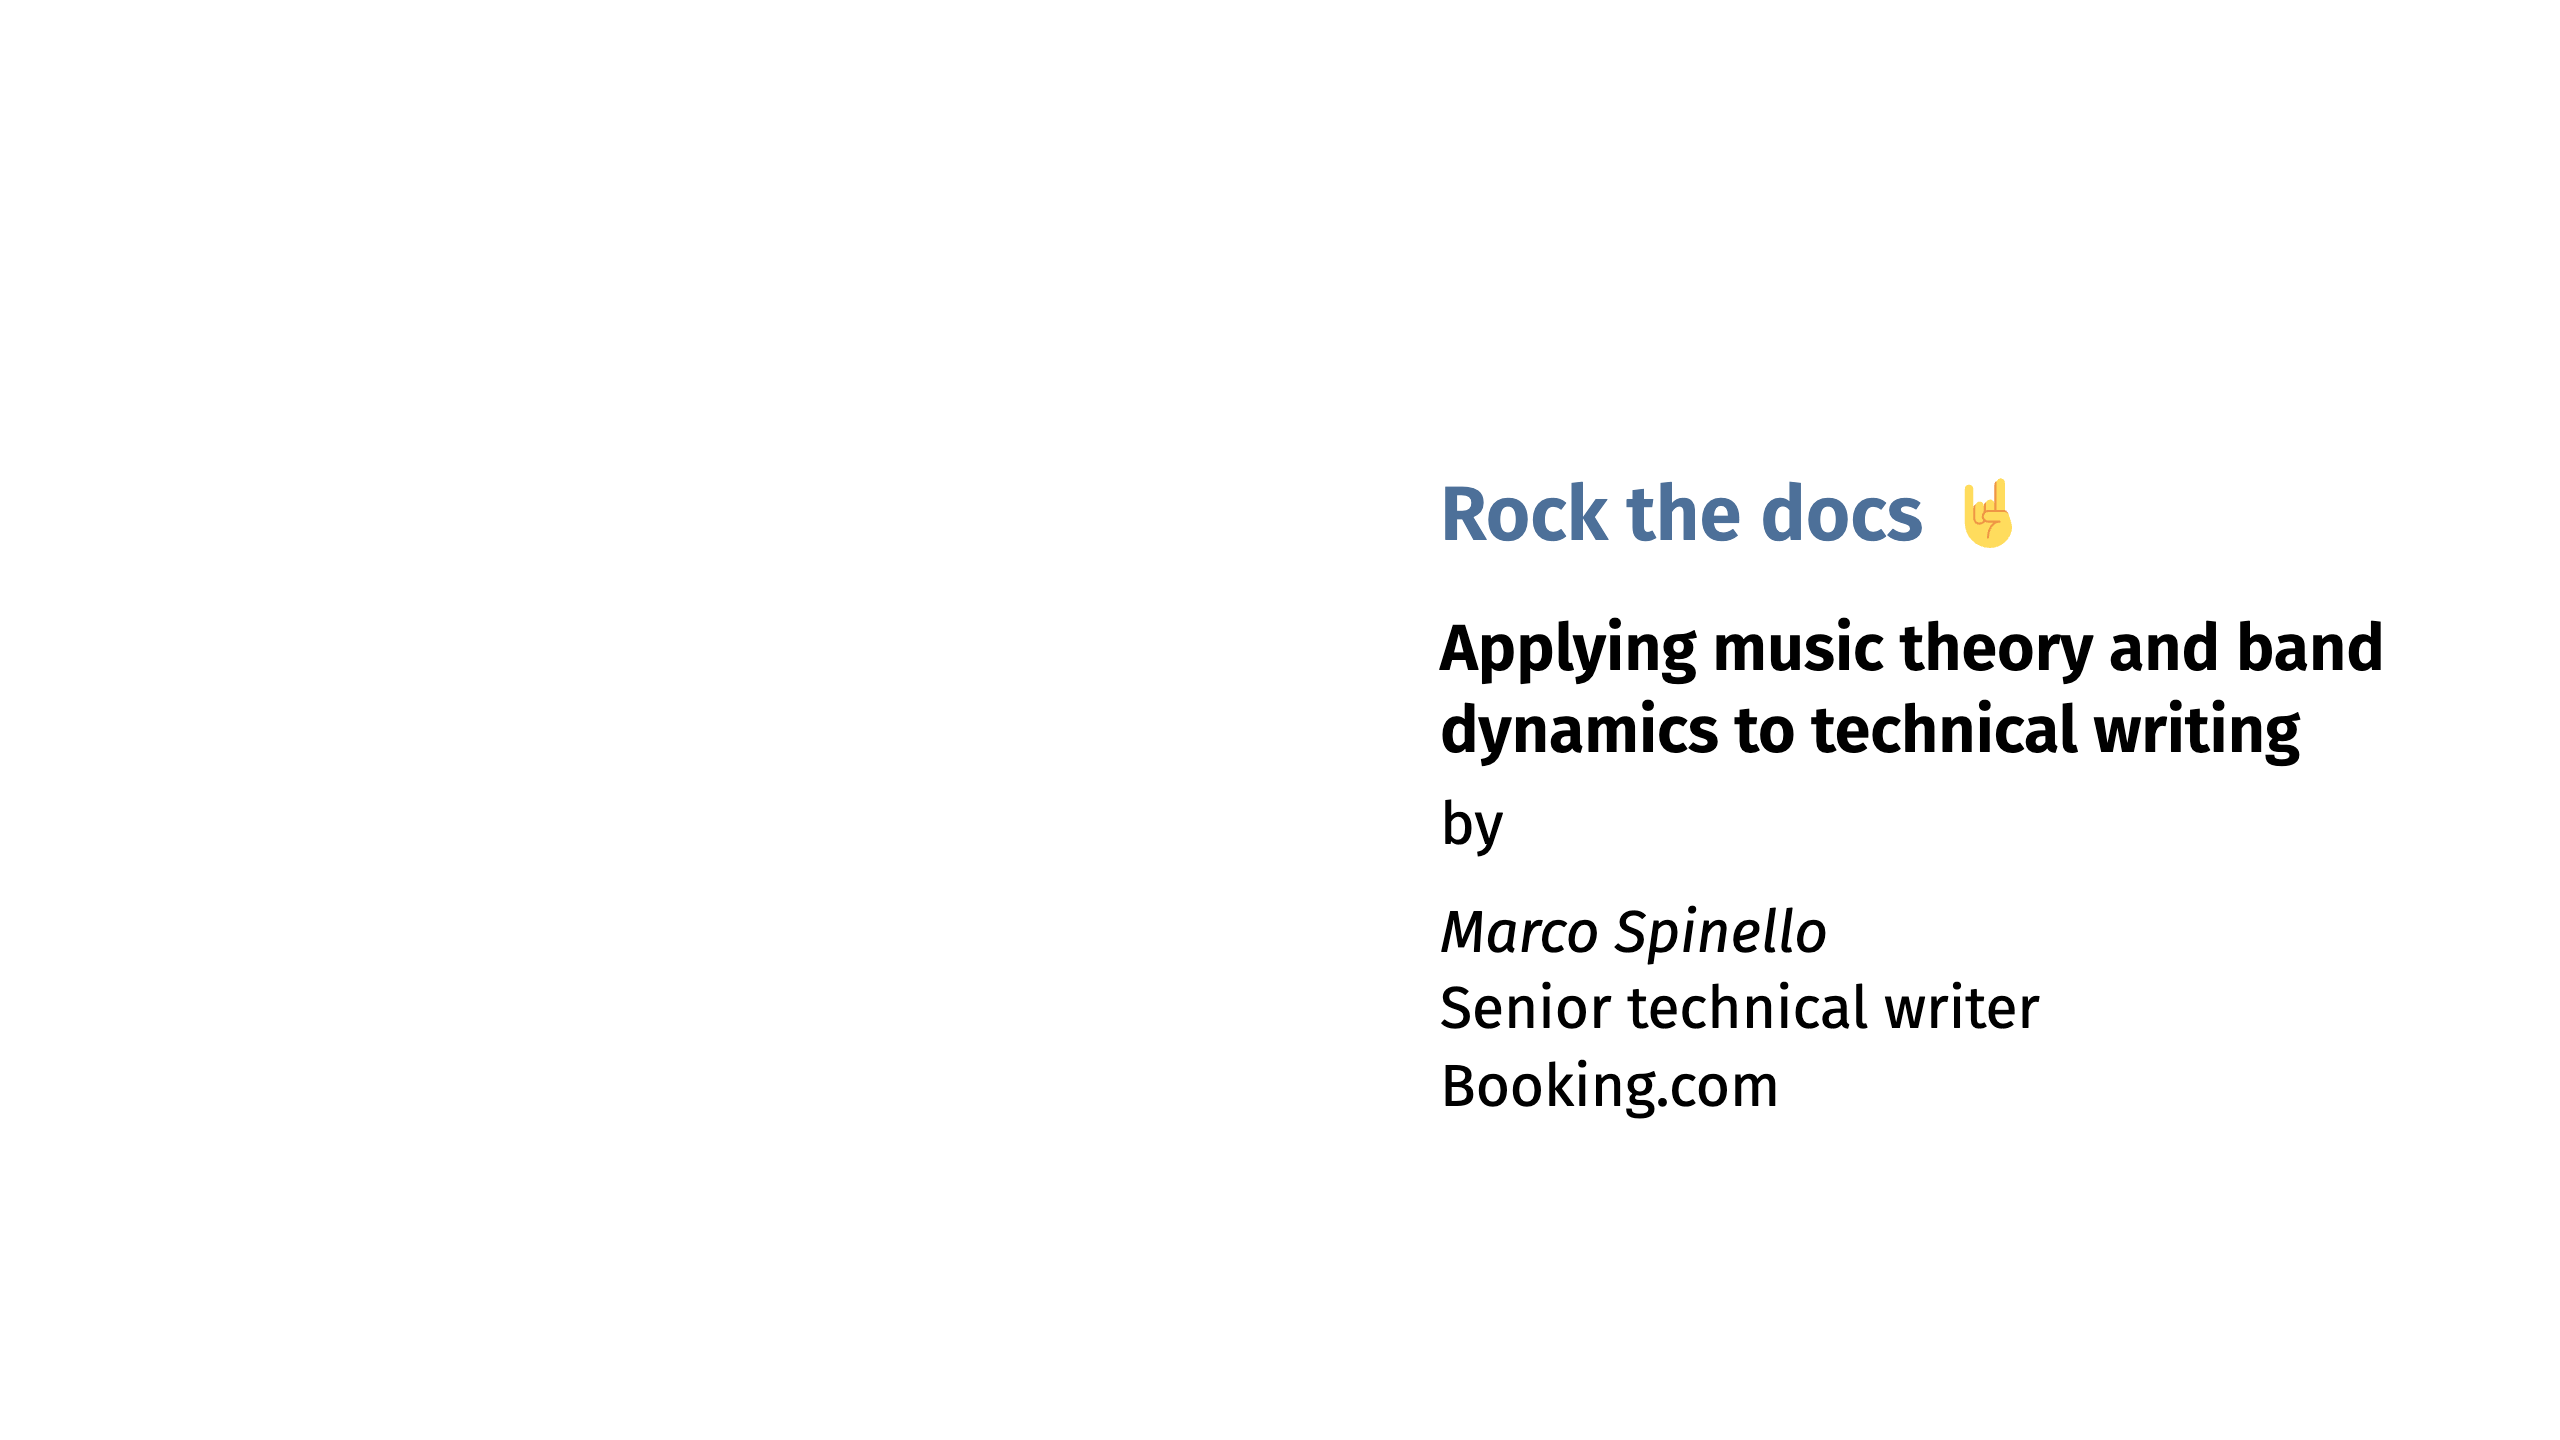 Rock the docs 🤘
Applying music theory and band
dynamics to technical writing
by
Marco Spinello
Senior technical writer
Booking.com